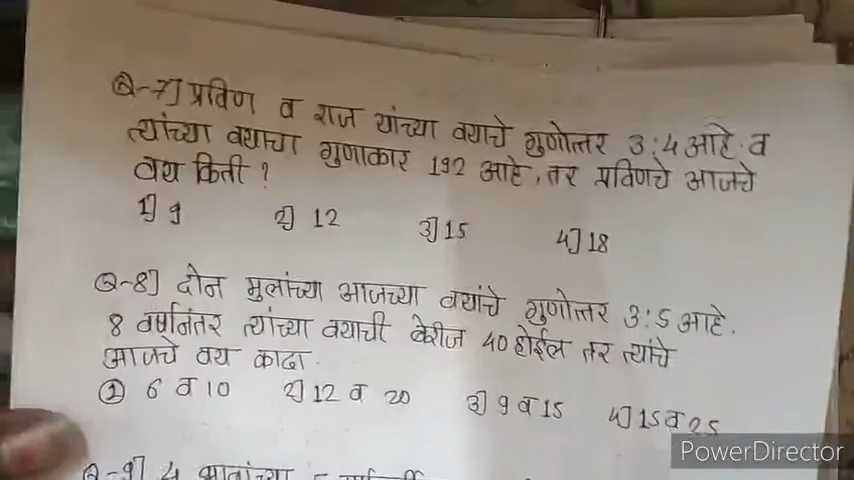 Q-7] प्रविण व राज यांच्या वयाचे गुणोत्तर 3:4 आहे. व
त्यांच्या वयाचा गुणाकार 192 आहे, तर प्रविणचे आजचे
वय किती ?
1) 9 2) 12 3] 15 4] 18
Q-8] दोन मुलांच्या आजच्या वयांचे गुणोत्तर 3:5 आहे.
8 वर्षानंतर त्यांच्या वयाची बेरीज 40 होईल तर त्यांचे
आजचे वय काढा.
① 6 व 10 2) 12 व 20 3] 9 व 15 4] 15 व 25
Q-9] 4
PowerDirector